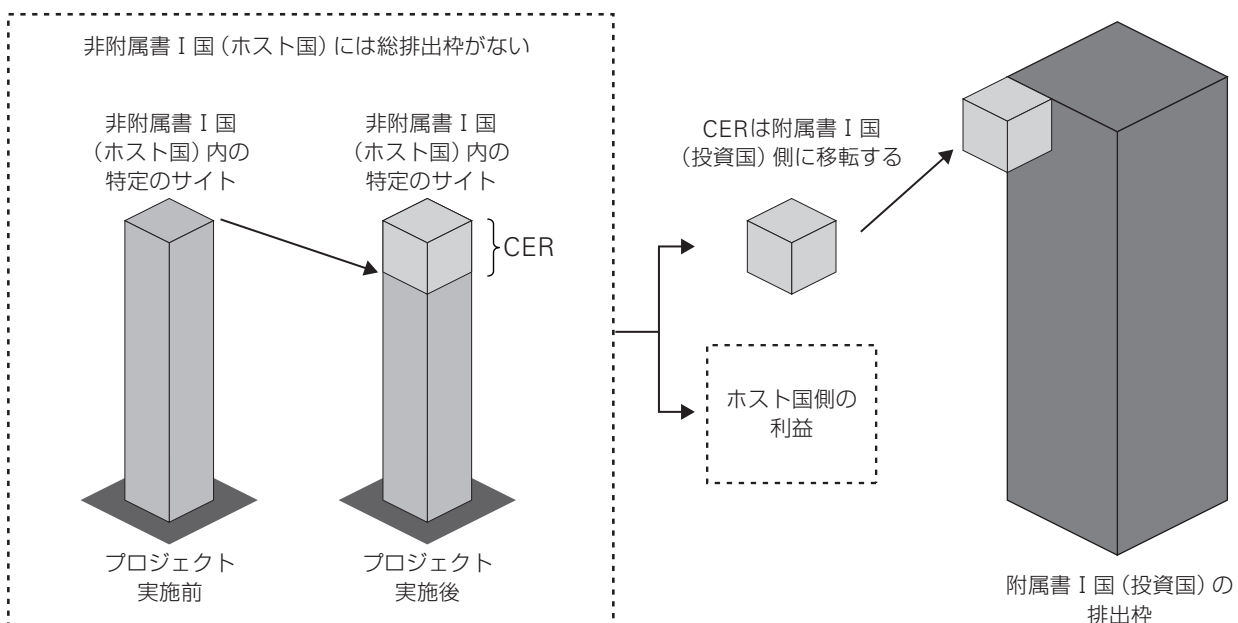 非附属書Ⅰ国（ホスト国）には総排出枠がない
非附属書Ⅰ国
（ホスト国）内の
特定のサイト
非附属書Ⅰ国
（ホスト国）内の
特定のサイト
CER
プロジェクト
実施前
プロジェクト
実施後
CERは附属書Ⅰ国
（投資国）側に移転する
ホスト国側の
利益
附属書Ⅰ国（投資国）の
排出枠